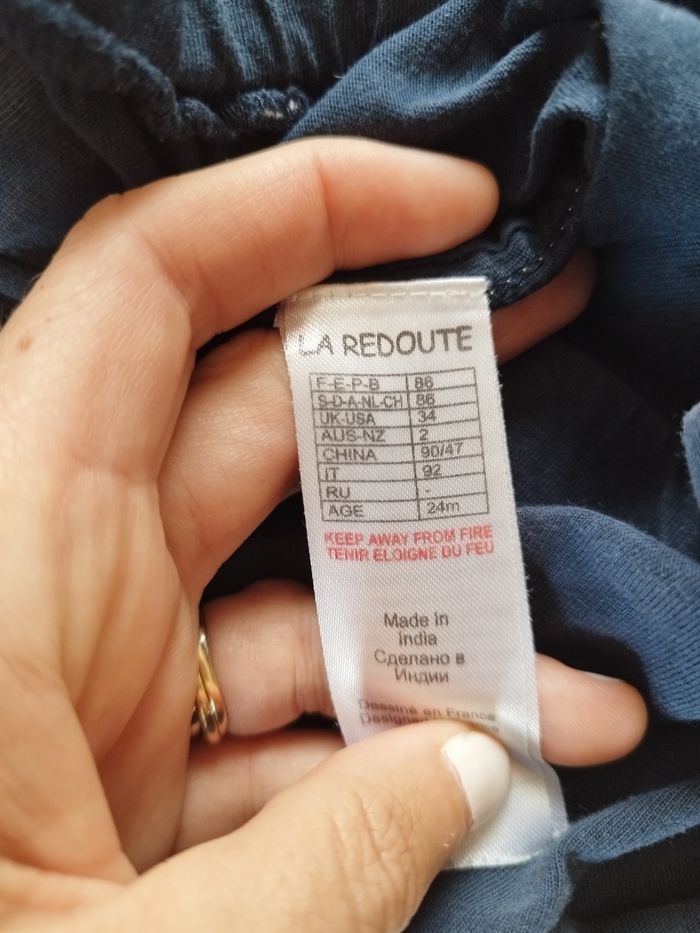 LA REDOUTE
F-E-P-B 86
S-D-A-NL-CH 86
UK-USA 34
AUS-NZ 2
CHINA 90/47
IT 92
RU -
AGE 24m
KEEP AWAY FROM FIRE
TENIR ELOIGNE DU FEU
Made in
India
Сделано в
Индии
Dessiné en France
Designed